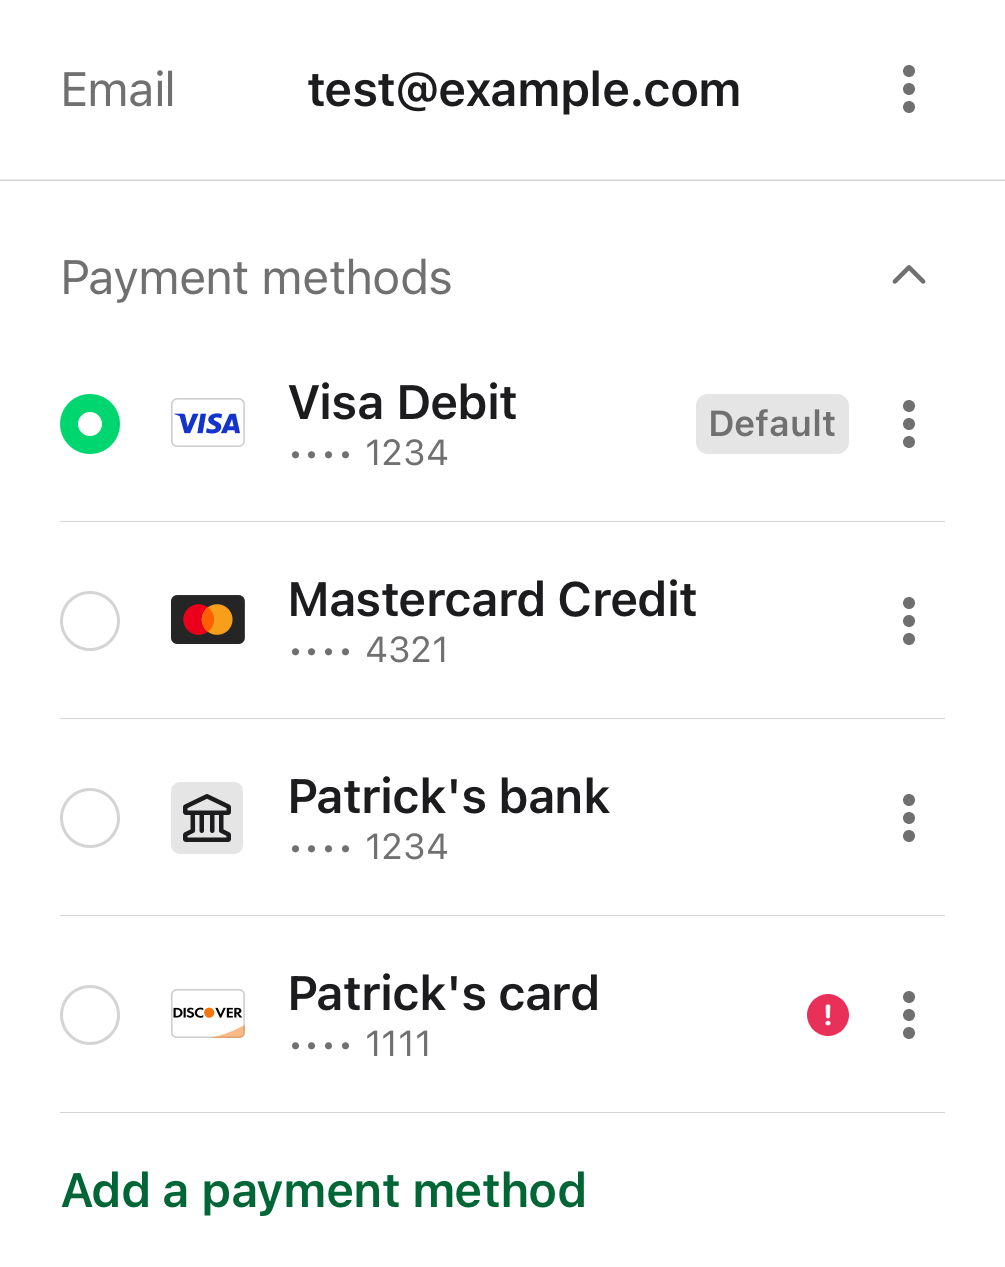 Email test@example.com
Payment methods
VISA Visa Debit Default
•••• 1234
Mastercard Credit
•••• 4321
Patrick's bank
•••• 1234
DISCOVER Patrick's card !
•••• 1111
Add a payment method